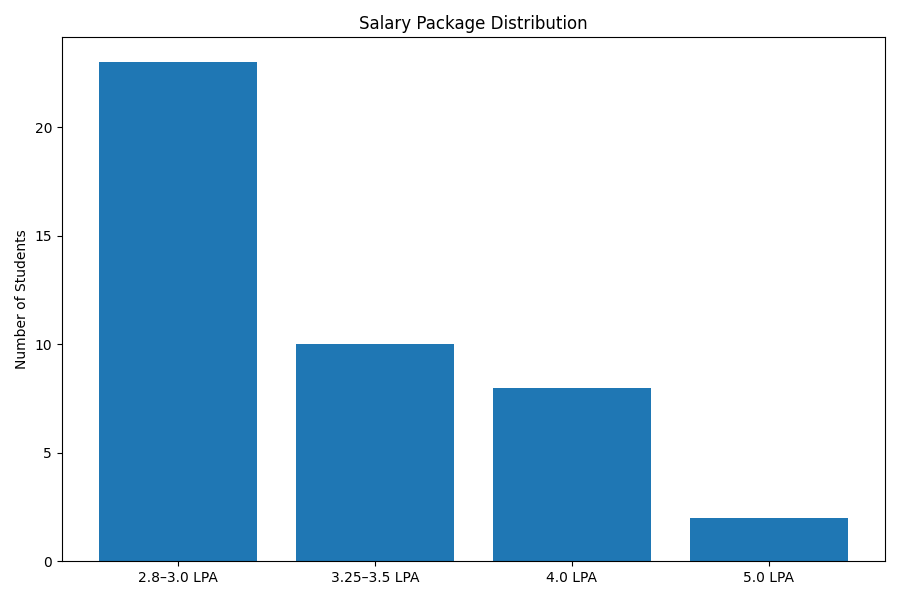 Salary Package Distribution
Number of Students
20
15
10
5
0
2.8–3.0 LPA
3.25–3.5 LPA
4.0 LPA
5.0 LPA